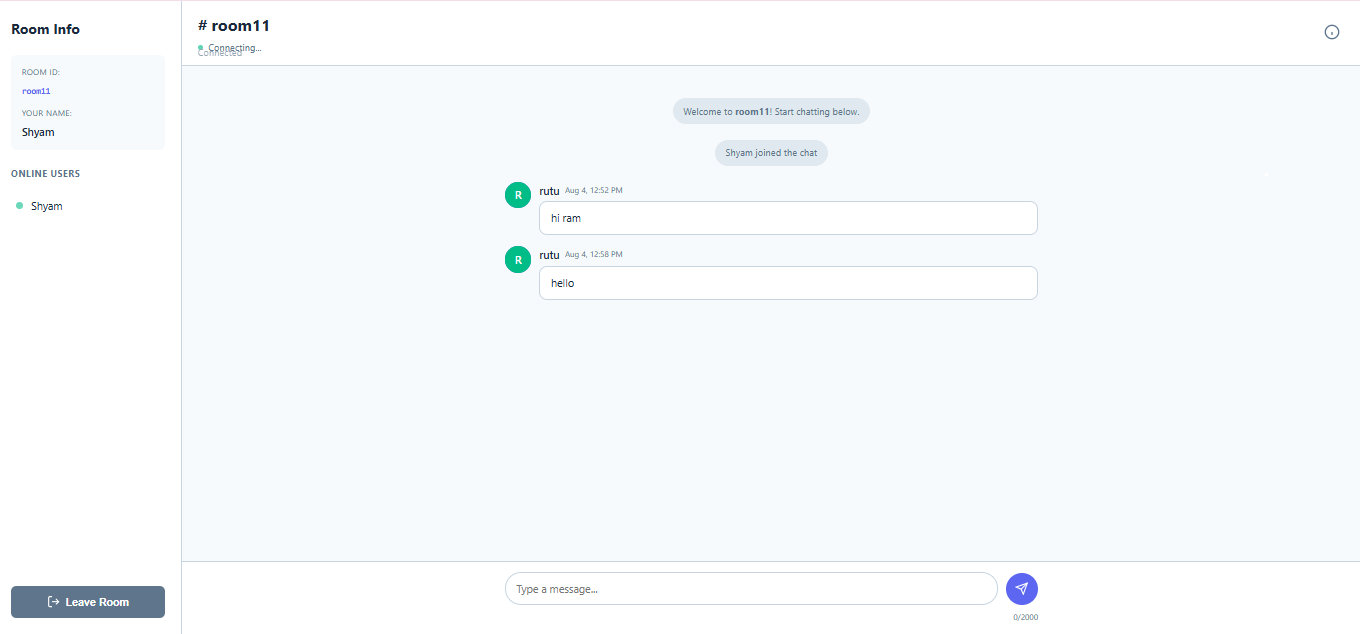 Room Info
ROOM ID:
room11
YOUR NAME:
Shyam
ONLINE USERS
Shyam
Leave Room
# room11
Connecting...
Connected
Welcome to room11! Start chatting below.
Shyam joined the chat
R
rutu Aug 4, 12:52 PM
hi ram
R
rutu Aug 4, 12:58 PM
hello
Type a message...
0/2000